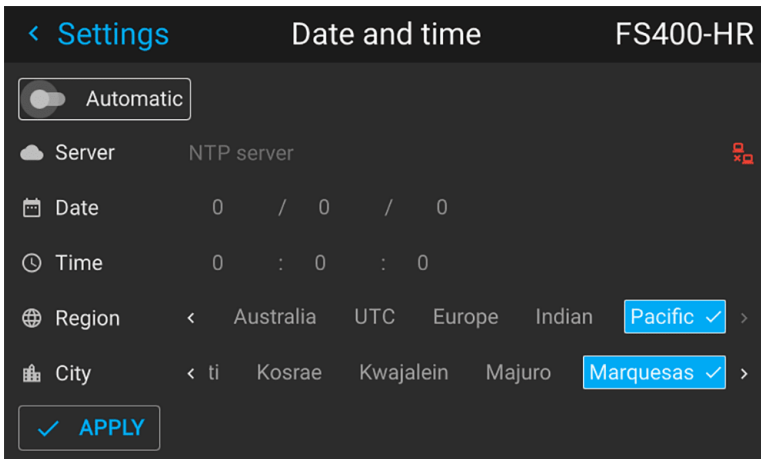 Settings Date and time FS400-HR
Automatic
Server NTP server
Date 0 / 0 / 0
Time 0 : 0 : 0
Region Australia UTC Europe Indian Pacific
City ti Kosrae Kwajalein Majuro Marquesas
APPLY